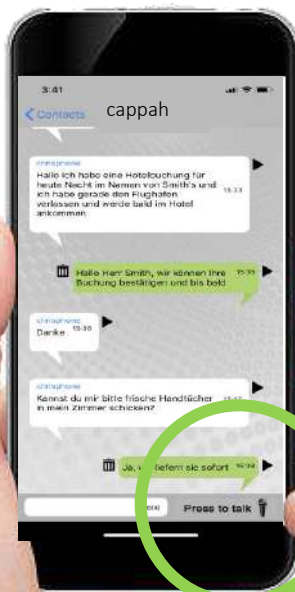 3:41
Contacts cappah
chrisphone
Hallo ich habe eine Hotelbuchung für
heute Nacht im Namen von Smith's und
ich habe gerade den Flughafen
verlassen und werde bald im Hotel
ankommen
Hallo Herr Smith, wir können Ihre
Buchung bestätigen und bis bald
chrisphone
Danke
chrisphone
Kannst du mir bitte frische Handtücher
in mein Zimmer schicken?
Ja, liefern sie sofort
Press to talk